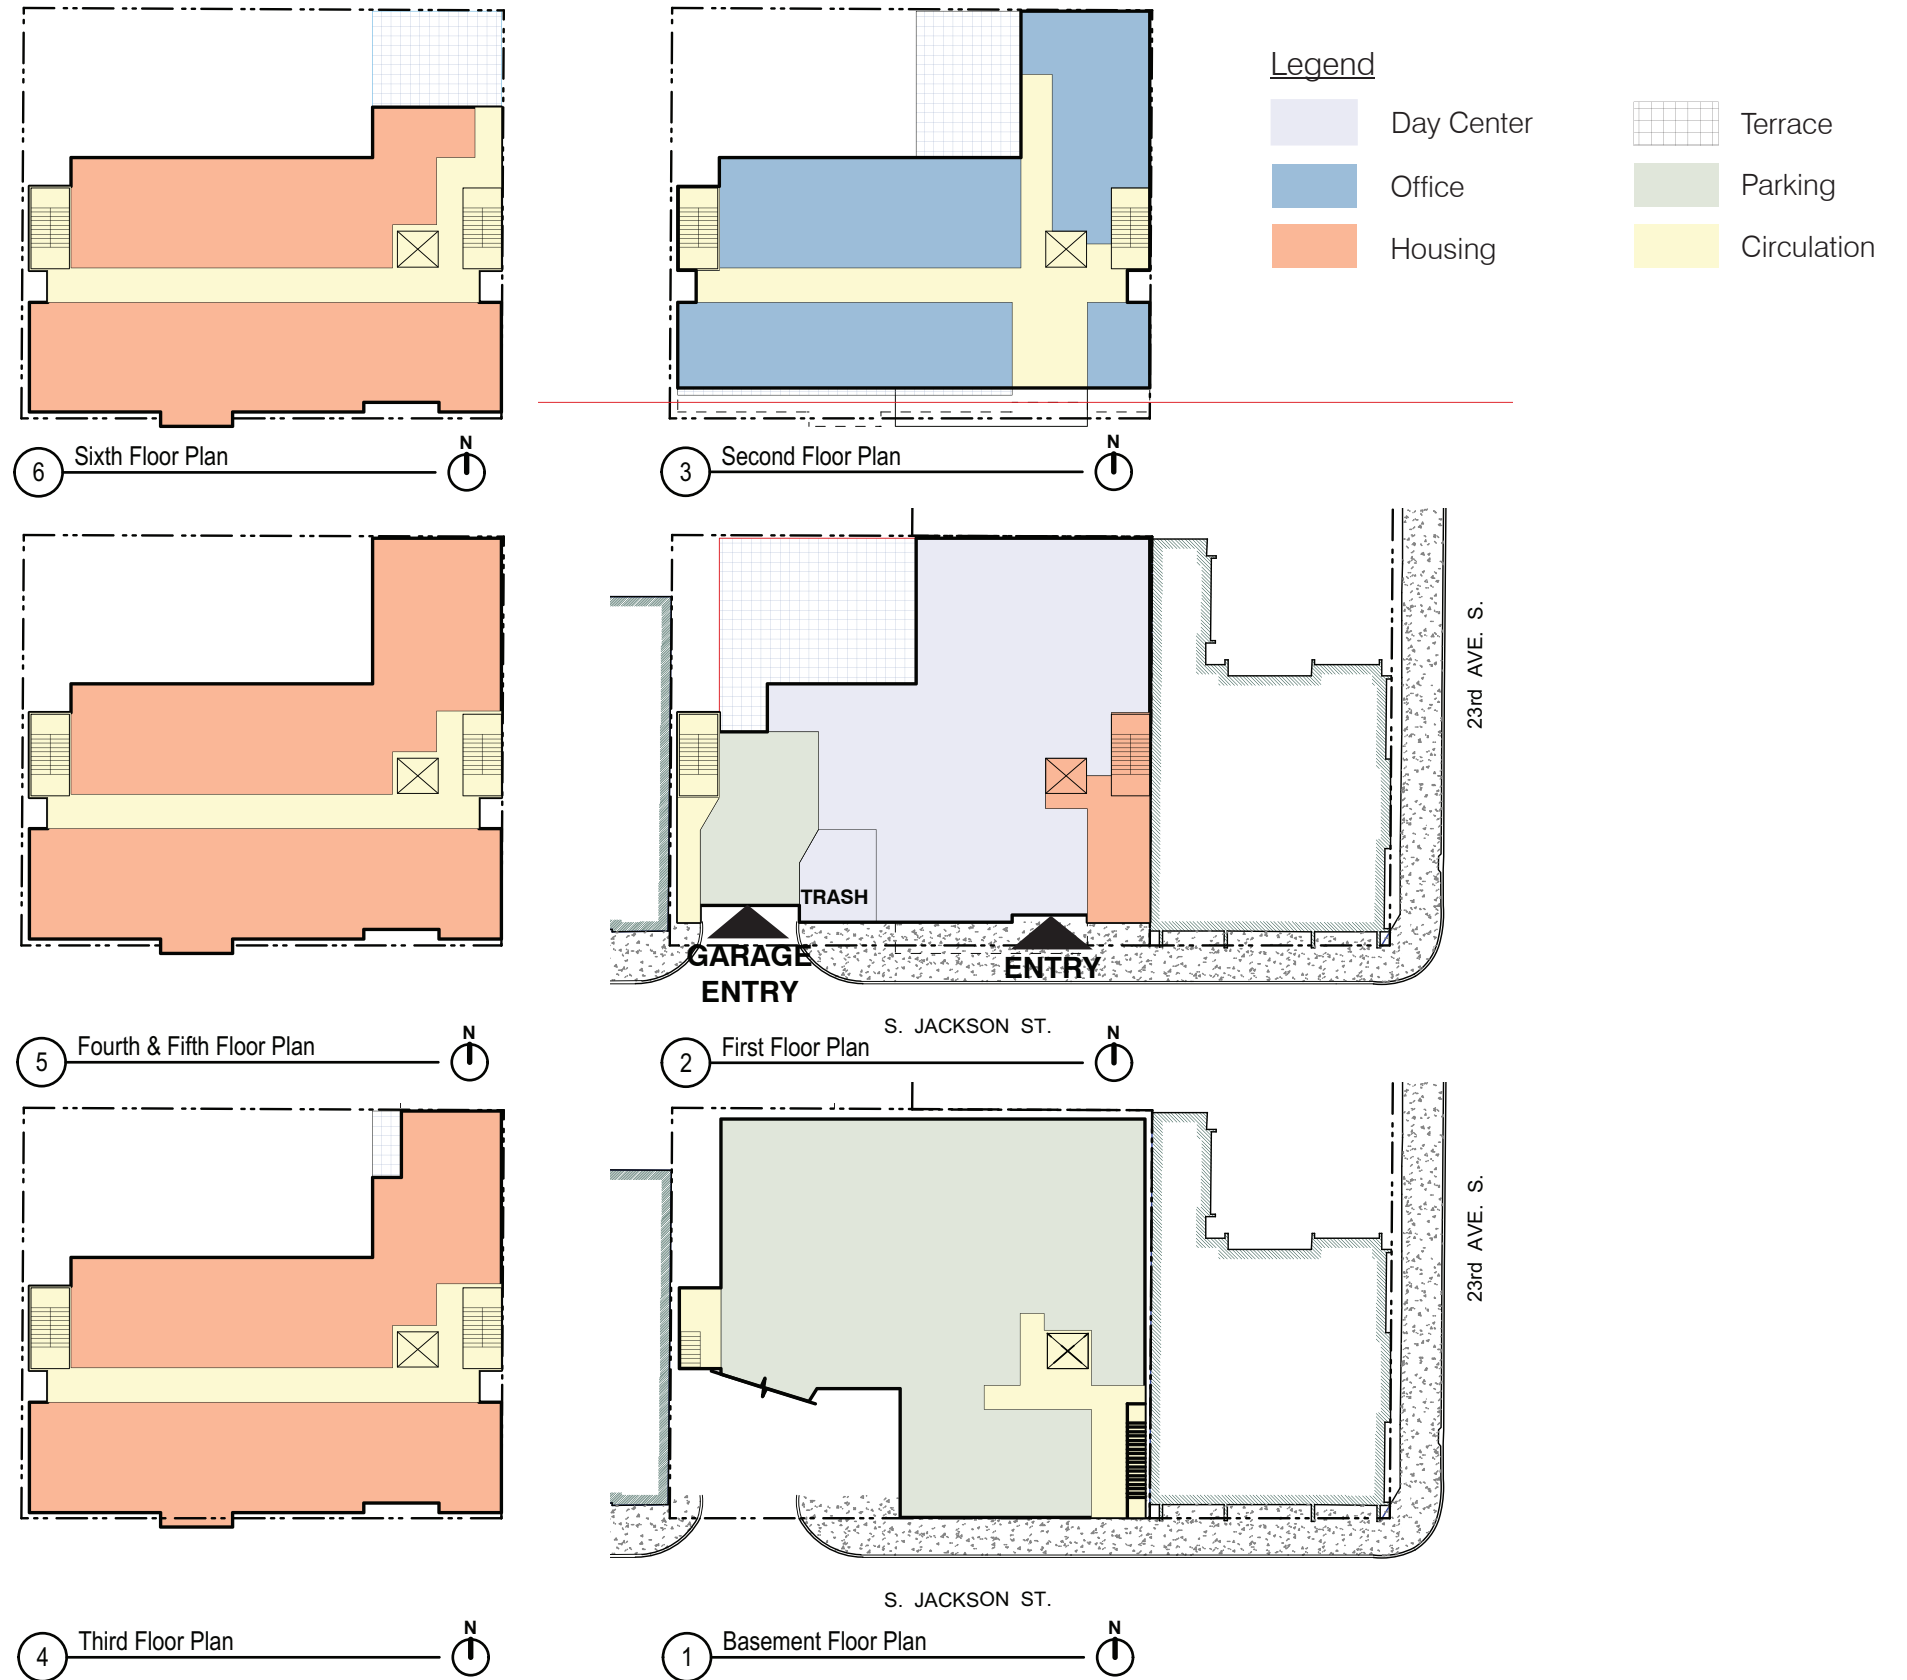 Legend
Day Center
Office
Housing
Terrace
Parking
Circulation
N
6 Sixth Floor Plan
N
3 Second Floor Plan
23rd AVE. S.
TRASH
GARAGE
ENTRY
ENTRY
S. JACKSON ST.
N
5 Fourth & Fifth Floor Plan
N
2 First Floor Plan
23rd AVE. S.
S. JACKSON ST.
N
4 Third Floor Plan
N
1 Basement Floor Plan